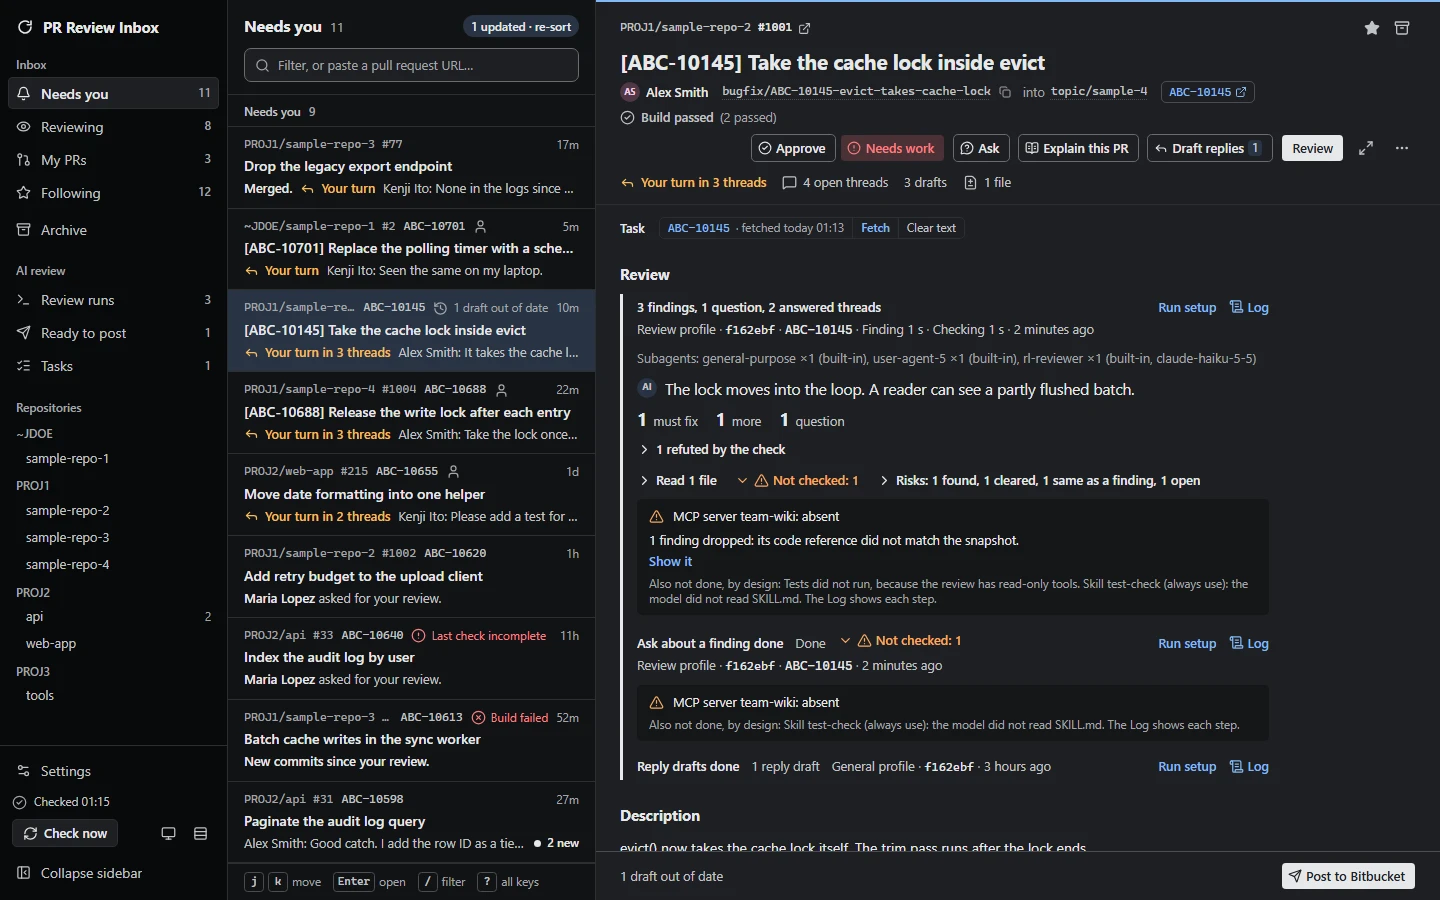 PR Review Inbox
Inbox
Needs you 11
Reviewing 8
My PRs 3
Following 12
Archive
AI review
Review runs 3
Ready to post 1
Tasks 1
Repositories
~JDOE
sample-repo-1
PROJ1
sample-repo-2
sample-repo-3
sample-repo-4
PROJ2
api 2
web-app
PROJ3
tools
Settings
Checked 01:15
Check now
Collapse sidebar
Needs you 11
1 updated · re-sort
Filter, or paste a pull request URL...
Needs you 9
PROJ1/sample-repo-3 #77 17m
Drop the legacy export endpoint
Merged. Your turn Kenji Ito: None in the logs since ...
~JDOE/sample-repo-1 #2 ABC-10701 5m
[ABC-10701] Replace the polling timer with a sche...
Your turn Kenji Ito: Seen the same on my laptop.
PROJ1/sample-re... ABC-10145 1 draft out of date 10m
[ABC-10145] Take the cache lock inside evict
Your turn in 3 threads Alex Smith: It takes the cache l...
PROJ1/sample-repo-4 #1004 ABC-10688 22m
[ABC-10688] Release the write lock after each entry
Your turn in 3 threads Alex Smith: Take the lock once...
PROJ2/web-app #215 ABC-10655 1d
Move date formatting into one helper
Your turn in 2 threads Kenji Ito: Please add a test for ...
PROJ1/sample-repo-2 #1002 ABC-10620 1h
Add retry budget to the upload client
Maria Lopez asked for your review.
PROJ2/api #33 ABC-10640 Last check incomplete 11h
Index the audit log by user
Maria Lopez asked for your review.
PROJ1/sample-repo-3 ... ABC-10613 Build failed 52m
Batch cache writes in the sync worker
New commits since your review.
PROJ2/api #31 ABC-10598 27m
Paginate the audit log query
Alex Smith: Good catch. I add the row ID as a tie... 2 new
j k move Enter open / filter ? all keys
PROJ1/sample-repo-2 #1001
[ABC-10145] Take the cache lock inside evict
AS Alex Smith bugfix/ABC-10145-evict-takes-cache-lock into topic/sample-4 ABC-10145
Build passed (2 passed)
Approve Needs work Ask Explain this PR Draft replies 1 Review
Your turn in 3 threads 4 open threads 3 drafts 1 file
Task ABC-10145 · fetched today 01:13 Fetch Clear text
Review
3 findings, 1 question, 2 answered threads Run setup Log
Review profile · f162ebf · ABC-10145 · Finding 1 s · Checking 1 s · 2 minutes ago
Subagents: general-purpose ×1 (built-in), user-agent-5 ×1 (built-in), rl-reviewer ×1 (built-in, claude-haiku-5-5)
AI The lock moves into the loop. A reader can see a partly flushed batch.
1 must fix 1 more 1 question
1 refuted by the check
Read 1 file Not checked: 1 Risks: 1 found, 1 cleared, 1 same as a finding, 1 open
MCP server team-wiki: absent
1 finding dropped: its code reference did not match the snapshot.
Show it
Also not done, by design: Tests did not run, because the review has read-only tools. Skill test-check (always use): the
model did not read SKILL.md. The Log shows each step.
Ask about a finding done Done Not checked: 1 Run setup Log
Review profile · f162ebf · ABC-10145 · 2 minutes ago
MCP server team-wiki: absent
Also not done, by design: Skill test-check (always use): the model did not read SKILL.md. The Log shows each step.
Reply drafts done 1 reply draft General profile · f162ebf · 3 hours ago Run setup Log
Description
evict() now takes the cache lock itself. The trim pass runs after the lock ends.
1 draft out of date Post to Bitbucket